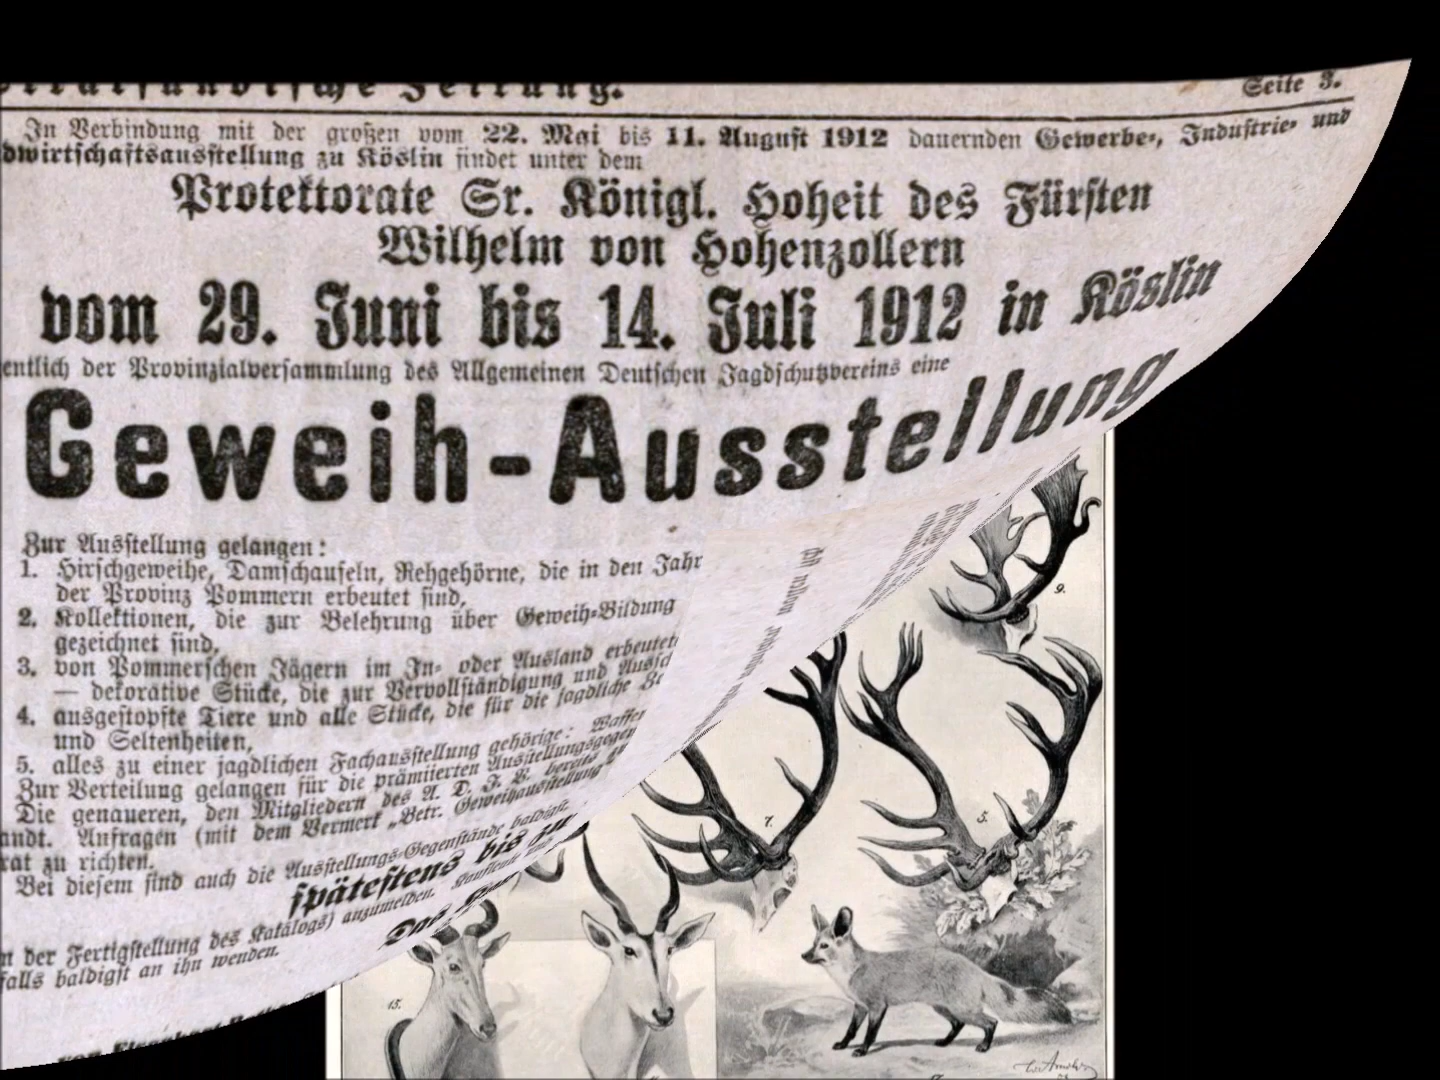 Seite 3.
In Verbindung mit der großen vom 22. Mai bis 11. August 1912 dauernden Gewerbe-, Industrie- und
dwirtschaftsausstellung zu Köslin findet unter dem
Protektorate Sr. Königl. Hoheit des Fürsten
Wilhelm von Hohenzollern
vom 29. Juni bis 14. Juli 1912 in Köslin
entlich der Provinzialversammlung des Allgemeinen Deutschen Jagdschutzvereins eine
Geweih-Ausstellung
Zur Ausstellung gelangen:
1. Hirschgeweihe, Damschaufeln, Rehgehörne, die in den Jahr
der Provinz Pommern erbeutet sind,
2. Kollektionen, die zur Belehrung über Geweih-Bildung
gezeichnet sind,
3. von Pommerschen Jägern im In- oder Ausland erbeutet
— dekorative Stücke, die zur Vervollständigung und Aussc
4. ausgestopfte Tiere und alle Stücke, die für die jagdliche
und Seltenheiten,
5. alles zu einer jagdlichen Fachausstellung gehörige: Waffen
Zur Verteilung gelangen für die prämiierten Ausstellungsgegen
Die genaueren, den Mitgliedern des A. D. J. V. bereits
andt. Anfragen (mit dem Vermerk „Betr. Geweihausstellung
rat zu richten.
Bei diesem sind auch die Ausstellungs-Gegenstände baldigst
spätestens bis zu
n der Fertigstellung des Katalogs) anzumelden. Kaufleute
Das
falls baldigst an ihn wenden.
9.
7.
5.
15.